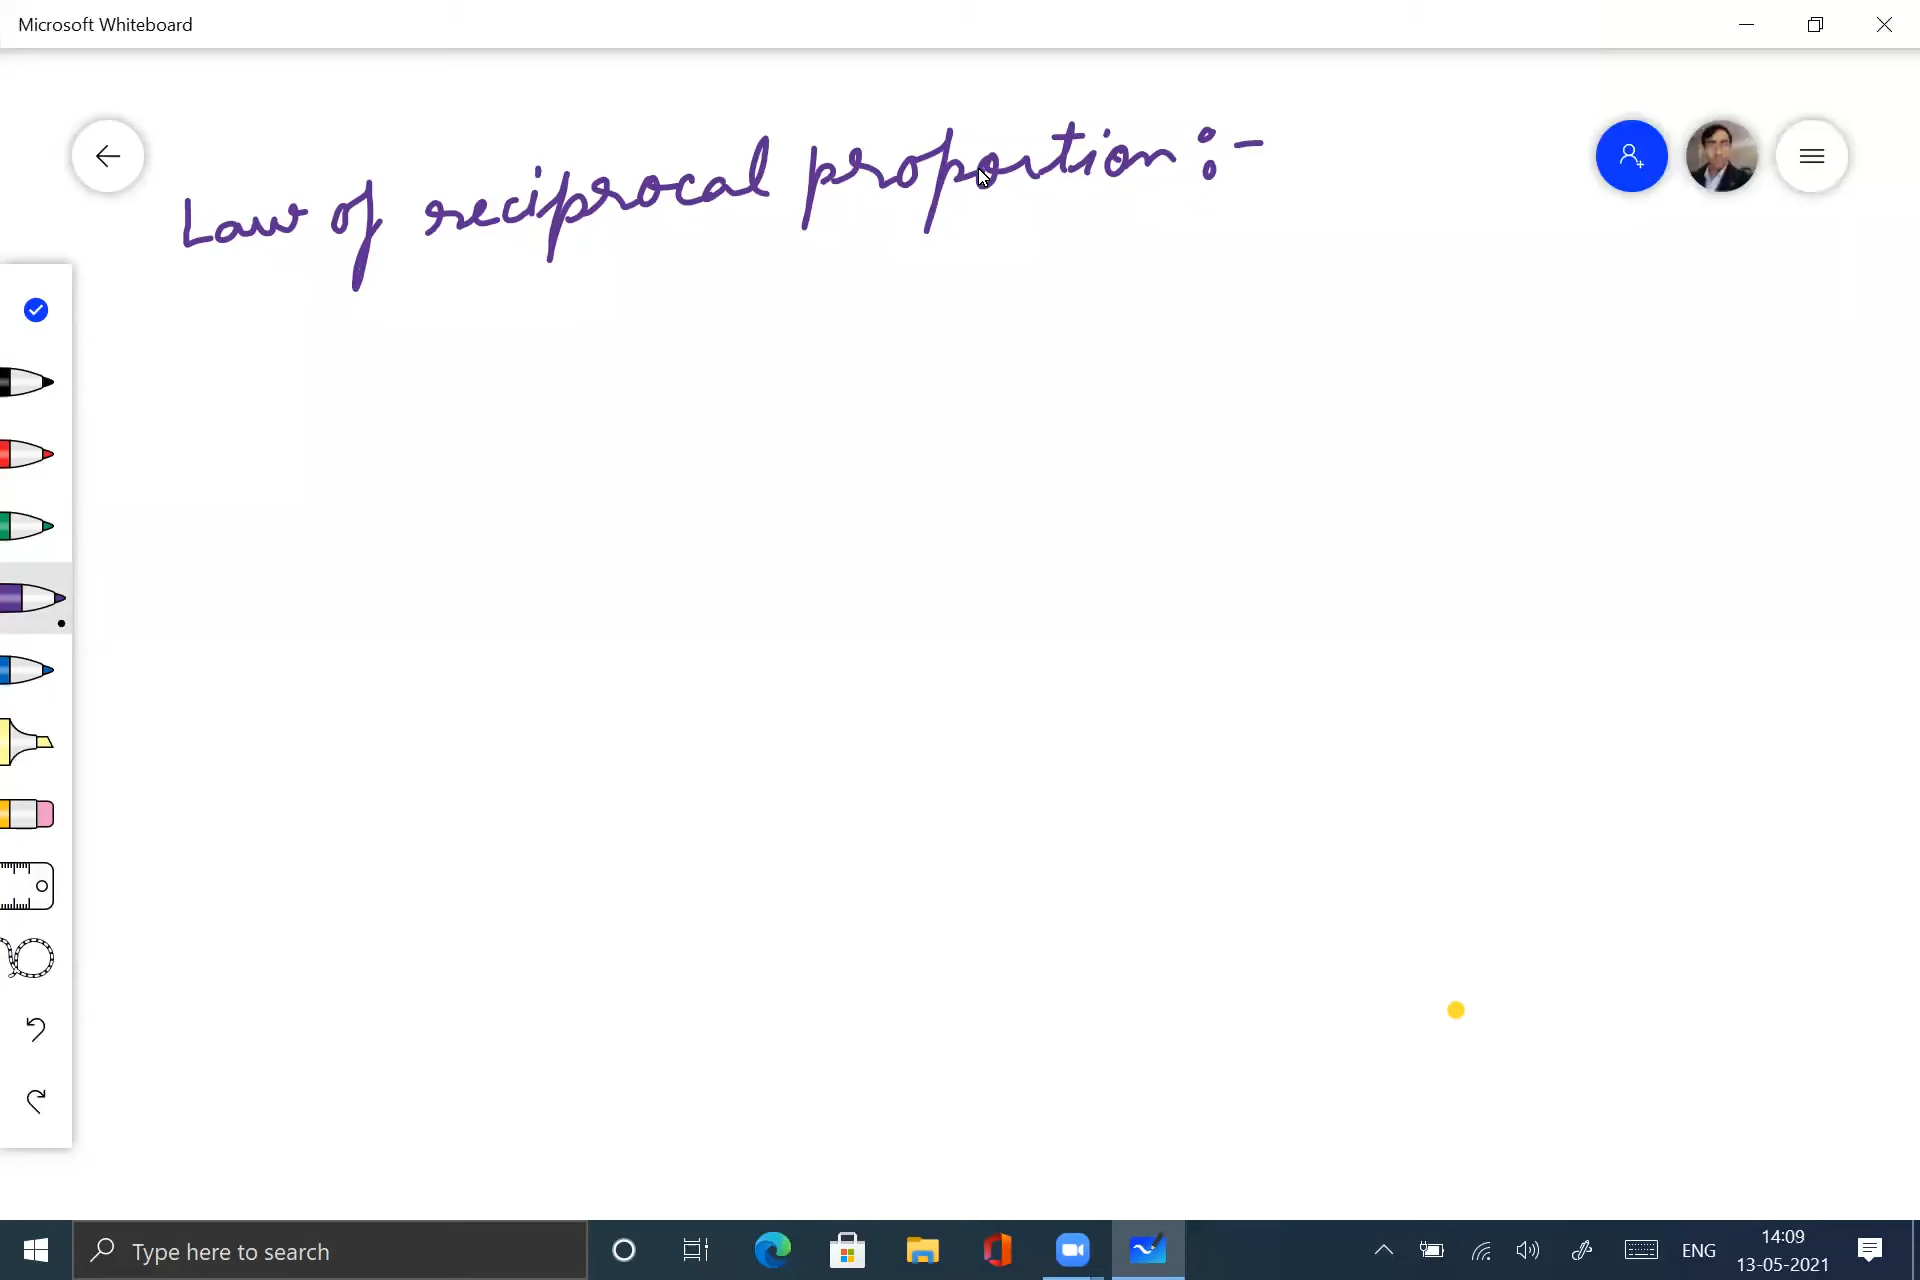 Microsoft Whiteboard
Law of reciprocal proportion :-
Type here to search
ENG
14:09
13-05-2021